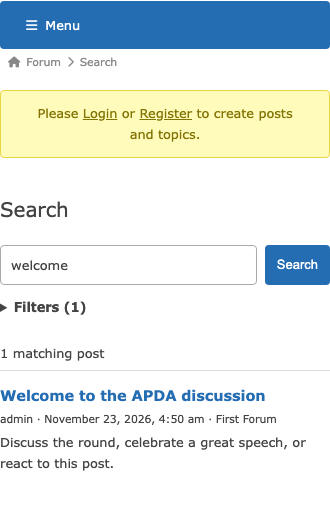 Menu
Forum > Search
Please Login or Register to create posts
and topics.
Search
welcome
Search
Filters (1)
1 matching post
Welcome to the APDA discussion
admin · November 23, 2026, 4:50 am · First Forum
Discuss the round, celebrate a great speech, or
react to this post.